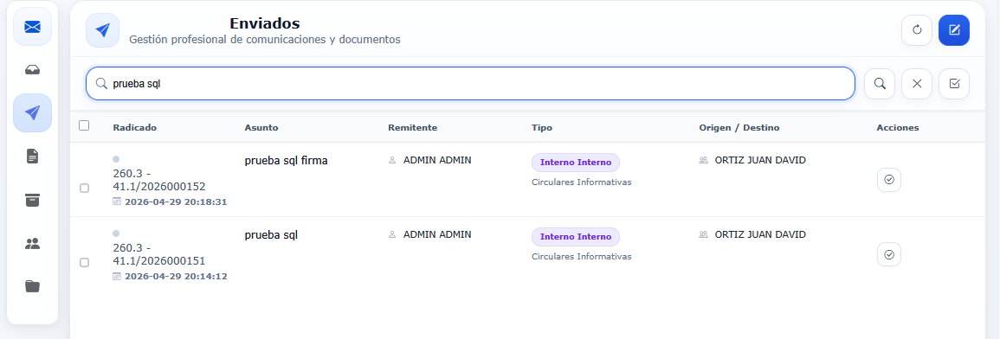 Enviados
Gestión profesional de comunicaciones y documentos
prueba sql
Radicado Asunto Remitente Tipo Origen / Destino Acciones
prueba sql firma ADMIN ADMIN Interno Interno ORTIZ JUAN DAVID
260.3 -
41.1/2026000152 Circulares Informativas
2026-04-29 20:18:31
prueba sql ADMIN ADMIN Interno Interno ORTIZ JUAN DAVID
260.3 -
41.1/2026000151 Circulares Informativas
2026-04-29 20:14:12